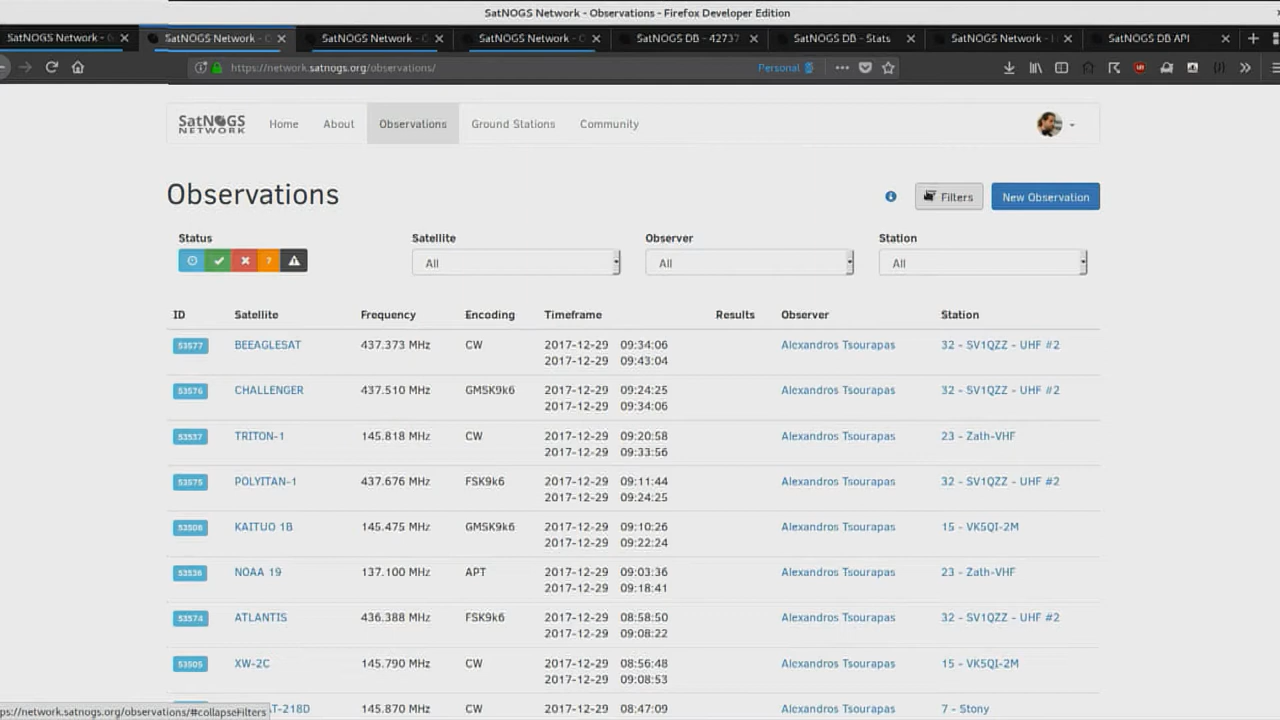 SatNOGS Network - Observations - Firefox Developer Edition
SatNOGS Network - SatNOGS Network - SatNOGS Network - SatNOGS Network - SatNOGS DB - 42737 SatNOGS DB - Stats SatNOGS Network - SatNOGS DB API
https://network.satnogs.org/observations/ Personal
SatNOGS NETWORK Home About Observations Ground Stations Community
Observations
Filters New Observation
Status Satellite Observer Station
? All All All
ID Satellite Frequency Encoding Timeframe Results Observer Station
53577 BEEAGLESAT 437.373 MHz CW 2017-12-29 09:34:06 Alexandros Tsourapas 32 - SV1QZZ - UHF #2
2017-12-29 09:43:04
53576 CHALLENGER 437.510 MHz GMSK9k6 2017-12-29 09:24:25 Alexandros Tsourapas 32 - SV1QZZ - UHF #2
2017-12-29 09:34:06
53537 TRITON-1 145.818 MHz CW 2017-12-29 09:20:58 Alexandros Tsourapas 23 - Zath-VHF
2017-12-29 09:33:56
53575 POLYITAN-1 437.676 MHz FSK9k6 2017-12-29 09:11:44 Alexandros Tsourapas 32 - SV1QZZ - UHF #2
2017-12-29 09:24:25
53506 KAITUO 1B 145.475 MHz GMSK9k6 2017-12-29 09:10:26 Alexandros Tsourapas 15 - VK5QI-2M
2017-12-29 09:22:24
53536 NOAA 19 137.100 MHz APT 2017-12-29 09:03:36 Alexandros Tsourapas 23 - Zath-VHF
2017-12-29 09:18:41
53574 ATLANTIS 436.388 MHz FSK9k6 2017-12-29 08:58:50 Alexandros Tsourapas 32 - SV1QZZ - UHF #2
2017-12-29 09:08:22
53505 XW-2C 145.790 MHz CW 2017-12-29 08:56:48 Alexandros Tsourapas 15 - VK5QI-2M
2017-12-29 09:08:53
T-218D 145.870 MHz CW 2017-12-29 08:47:09 Alexandros Tsourapas 7 - Stony
ps://network.satnogs.org/observations/#collapseFilters